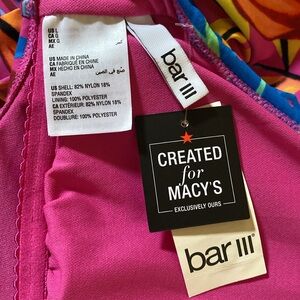 US L
CA G
MX G
AE
US MADE IN CHINA
CA FABRIQUÉ EN CHINE
MX HECHO EN CHINA
AE صنع في الصين
US SHELL: 82% NYLON 18%
SPANDEX
LINING: 100% POLYESTER
CA EXTÉRIEUR: 82% NYLON 18%
SPANDEX
DOUBLURE: 100% POLYESTER
bar III
CREATED
for
MACY'S
EXCLUSIVELY OURS
bar III